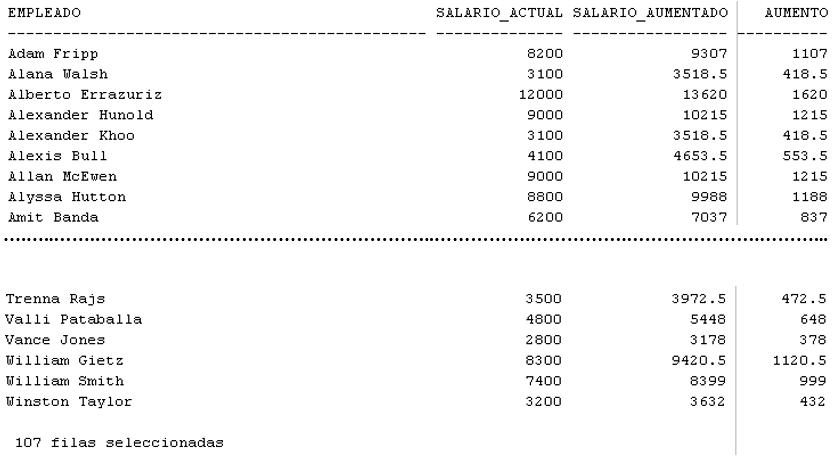 EMPLEADO SALARIO_ACTUAL SALARIO_AUMENTADO AUMENTO
Adam Fripp 8200 9307 1107
Alana Walsh 3100 3518.5 418.5
Alberto Errazuriz 12000 13620 1620
Alexander Hunold 9000 10215 1215
Alexander Khoo 3100 3518.5 418.5
Alexis Bull 4100 4653.5 553.5
Allan McEwen 9000 10215 1215
Alyssa Hutton 8800 9988 1188
Amit Banda 6200 7037 837
Trenna Rajs 3500 3972.5 472.5
Valli Pataballa 4800 5448 648
Vance Jones 2800 3178 378
William Gietz 8300 9420.5 1120.5
William Smith 7400 8399 999
Winston Taylor 3200 3632 432
107 filas seleccionadas